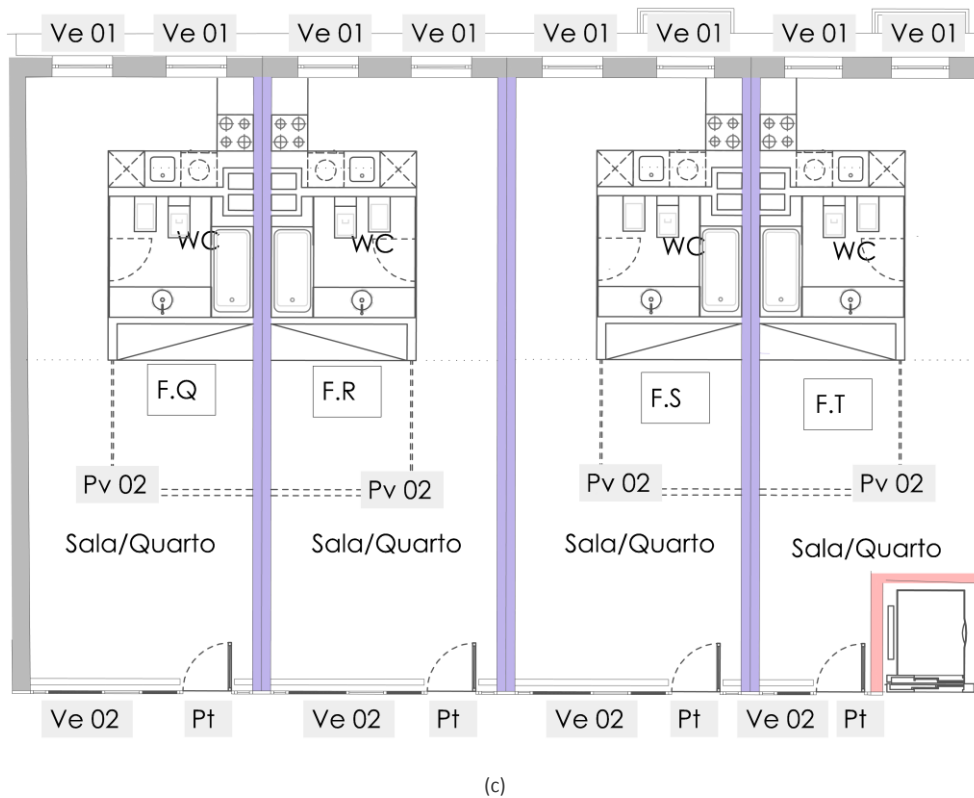 Ve 01 Ve 01 Ve 01 Ve 01 Ve 01 Ve 01 Ve 01 Ve 01
WC WC WC WC
F.Q F.R F.S F.T
Pv 02 Pv 02 Pv 02 Pv 02
Sala/Quarto Sala/Quarto Sala/Quarto Sala/Quarto
Ve 02 Pt Ve 02 Pt Ve 02 Pt Ve 02 Pt
(c)